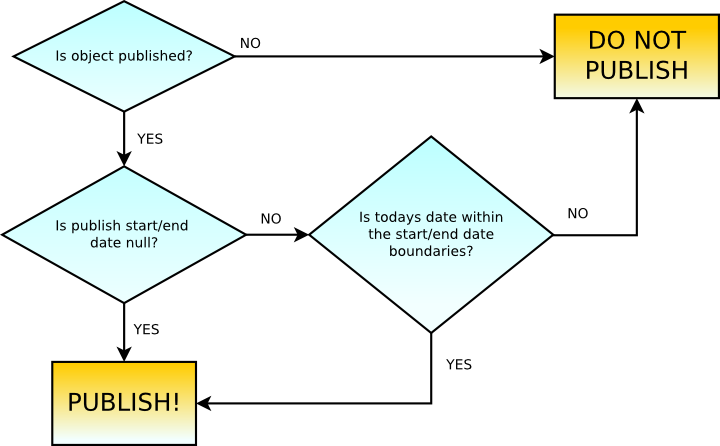 Is object published?
NO
DO NOT
PUBLISH
YES
Is publish start/end
date null?
NO
Is todays date within
the start/end date
boundaries?
NO
YES
YES
PUBLISH!